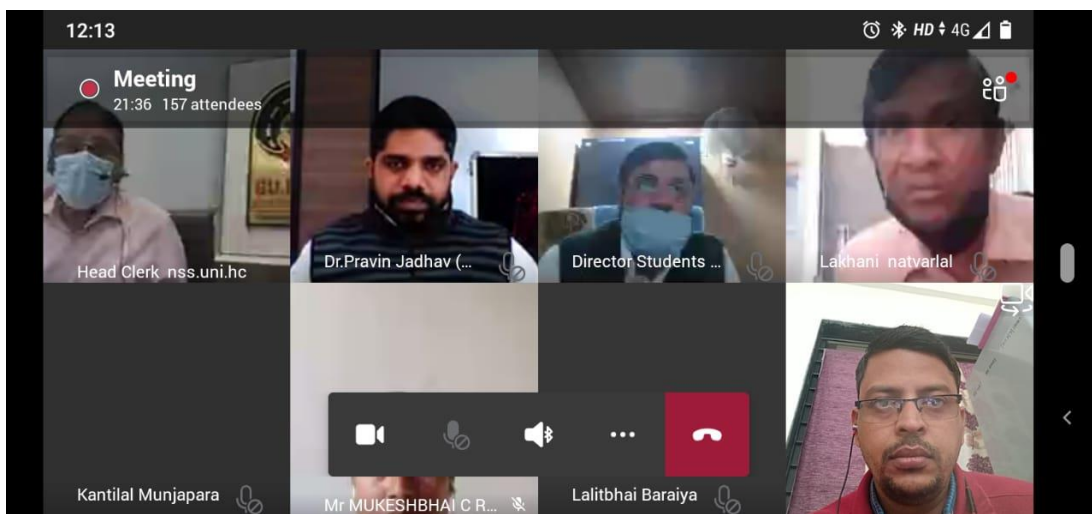 12:13
HD 4G
Meeting
21:36 157 attendees
GU.
Head Clerk nss.uni.hc
Dr.Pravin Jadhav (...
Director Students ...
Lakhani natvarlal
Kantilal Munjapara
Mr MUKESHBHAI C R...
Lalitbhai Baraiya